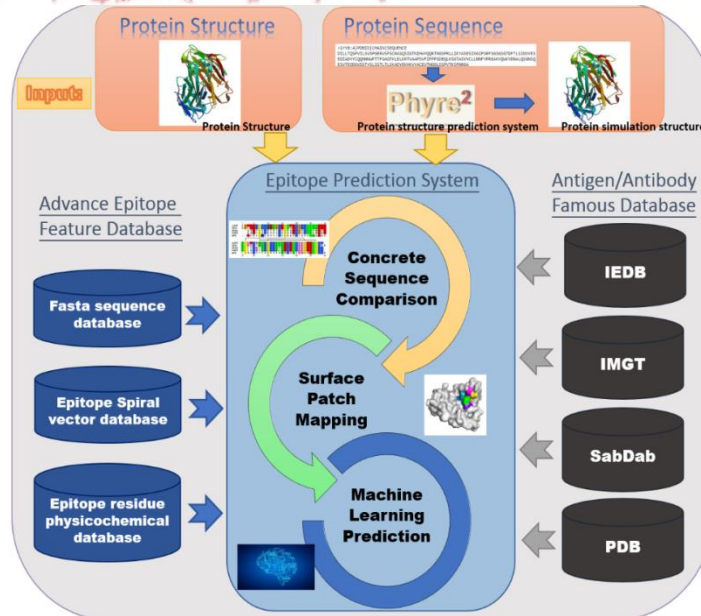 Protein Structure
Protein Sequence
Input:
Protein Structure
Phyre2
Protein structure prediction system
Protein simulation structure
Advance Epitope
Feature Database
Epitope Prediction System
Antigen/Antibody
Famous Database
Fasta sequence
database
Epitope Spiral
vector database
Epitope residue
physicochemical
database
Concrete
Sequence
Comparison
Surface
Patch
Mapping
Machine
Learning
Prediction
IEDB
IMGT
SabDab
PDB